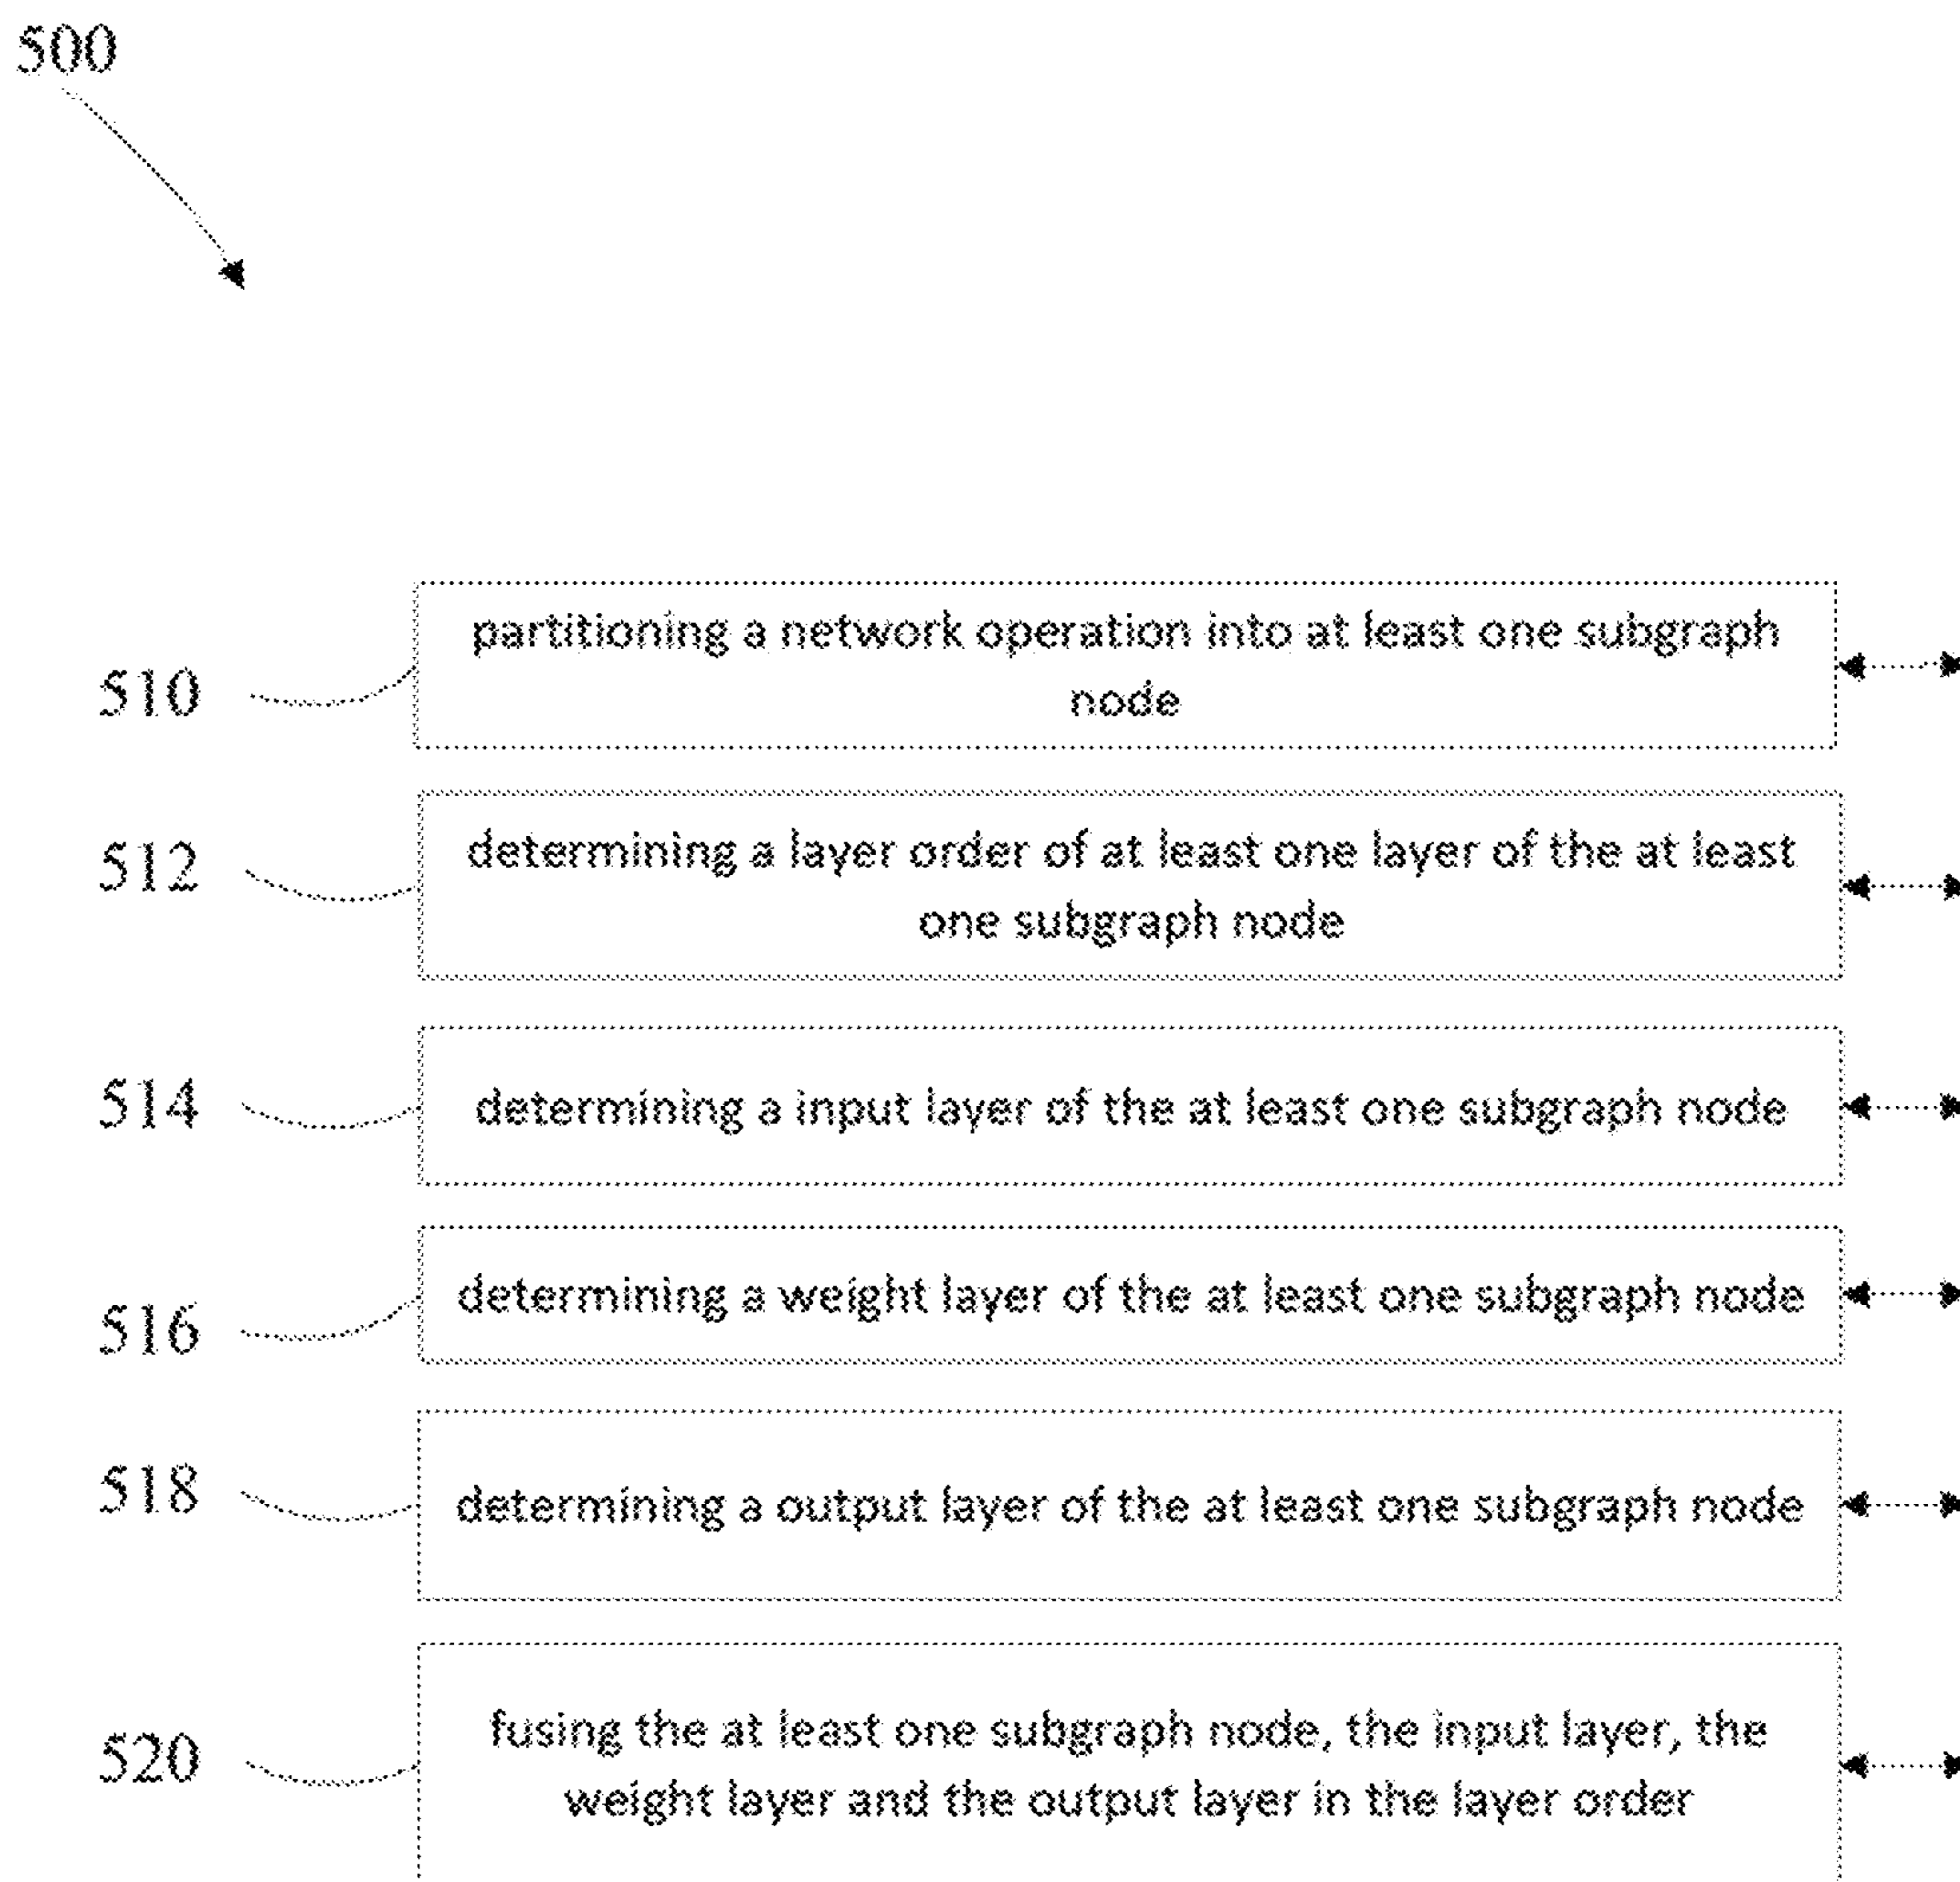 500
partitioning a network operation into at least one subgraph
node
510
determining a layer order of at least one layer of the at least
one subgraph node
512
determining a input layer of the at least one subgraph node
514
determining a weight layer of the at least one subgraph node
516
determining a output layer of the at least one subgraph node
518
fusing the at least one subgraph node, the input layer, the
weight layer and the output layer in the layer order
520